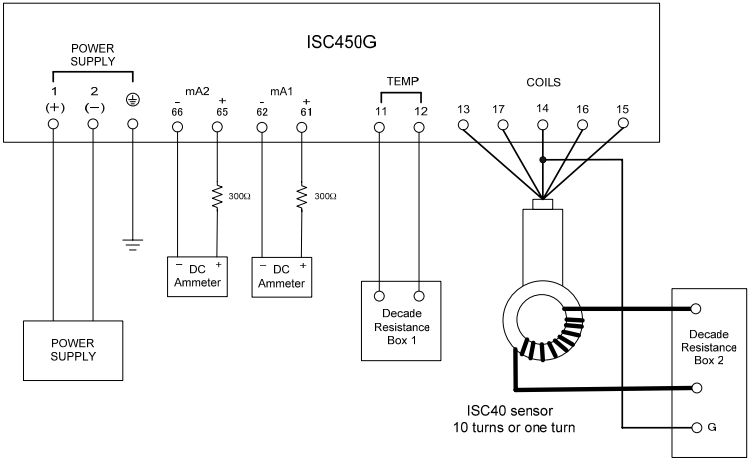 ISC450G
POWER
SUPPLY
1
(+)
2
(−)
mA2
mA1
- +
66 65
- +
62 61
TEMP
11 12
COILS
13 17 14 16 15
300Ω
300Ω
− +
DC
Ammeter
− +
DC
Ammeter
Decade
Resistance
Box 1
POWER
SUPPLY
Decade
Resistance
Box 2
G
ISC40 sensor
10 turns or one turn